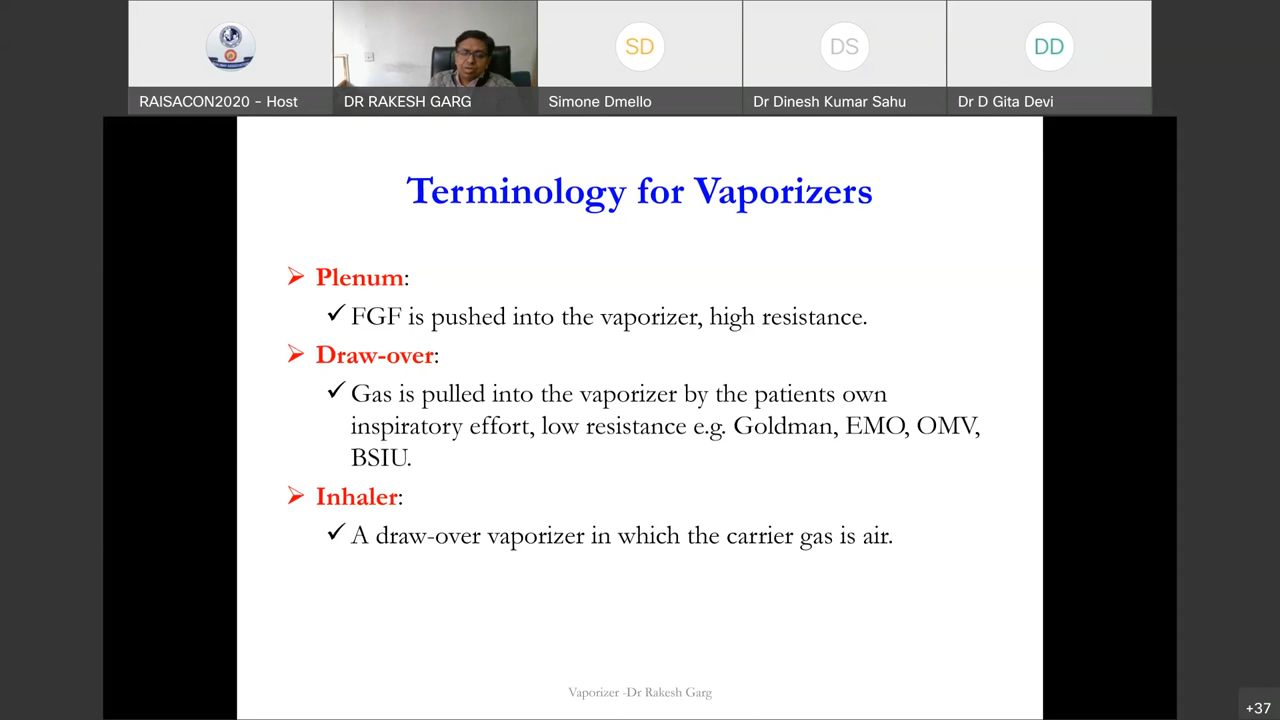 SD
DS
DD
RAISACON2020 - Host
DR RAKESH GARG
Simone Dmello
Dr Dinesh Kumar Sahu
Dr D Gita Devi
Terminology for Vaporizers
Plenum:
FGF is pushed into the vaporizer, high resistance.
Draw-over:
Gas is pulled into the vaporizer by the patients own
inspiratory effort, low resistance e.g. Goldman, EMO, OMV,
BSIU.
Inhaler:
A draw-over vaporizer in which the carrier gas is air.
Vaporizer -Dr Rakesh Garg
+37